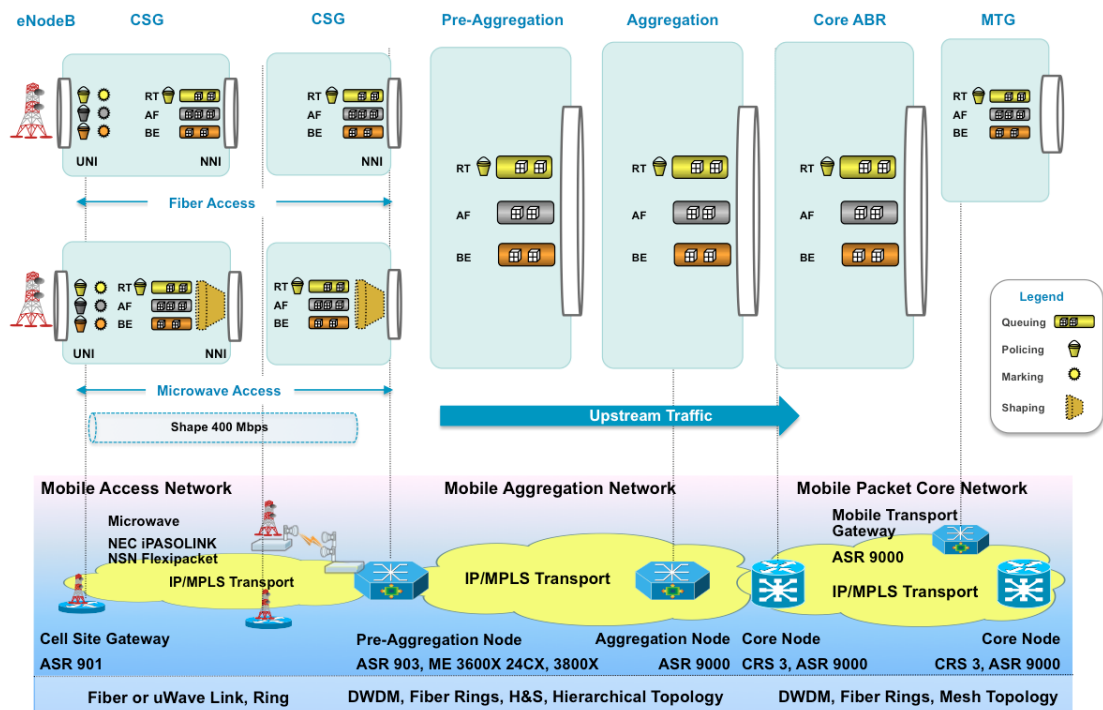 eNodeB
CSG
CSG
Pre-Aggregation
Aggregation
Core ABR
MTG
RT
AF
BE
UNI
NNI
RT
AF
BE
NNI
RT
AF
BE
RT
AF
BE
RT
AF
BE
RT
AF
BE
Fiber Access
RT
AF
BE
UNI
NNI
RT
AF
BE
NNI
Microwave Access
Shape 400 Mbps
Upstream Traffic
Legend
Queuing
Policing
Marking
Shaping
Mobile Access Network
Mobile Aggregation Network
Mobile Packet Core Network
Microwave
NEC iPASOLINK
NSN Flexipacket
IP/MPLS Transport
IP/MPLS Transport
Mobile Transport
Gateway
ASR 9000
IP/MPLS Transport
Cell Site Gateway
ASR 901
Pre-Aggregation Node
ASR 903, ME 3600X 24CX, 3800X
Aggregation Node
ASR 9000
Core Node
CRS 3, ASR 9000
Core Node
CRS 3, ASR 9000
Fiber or uWave Link, Ring
DWDM, Fiber Rings, H&S, Hierarchical Topology
DWDM, Fiber Rings, Mesh Topology